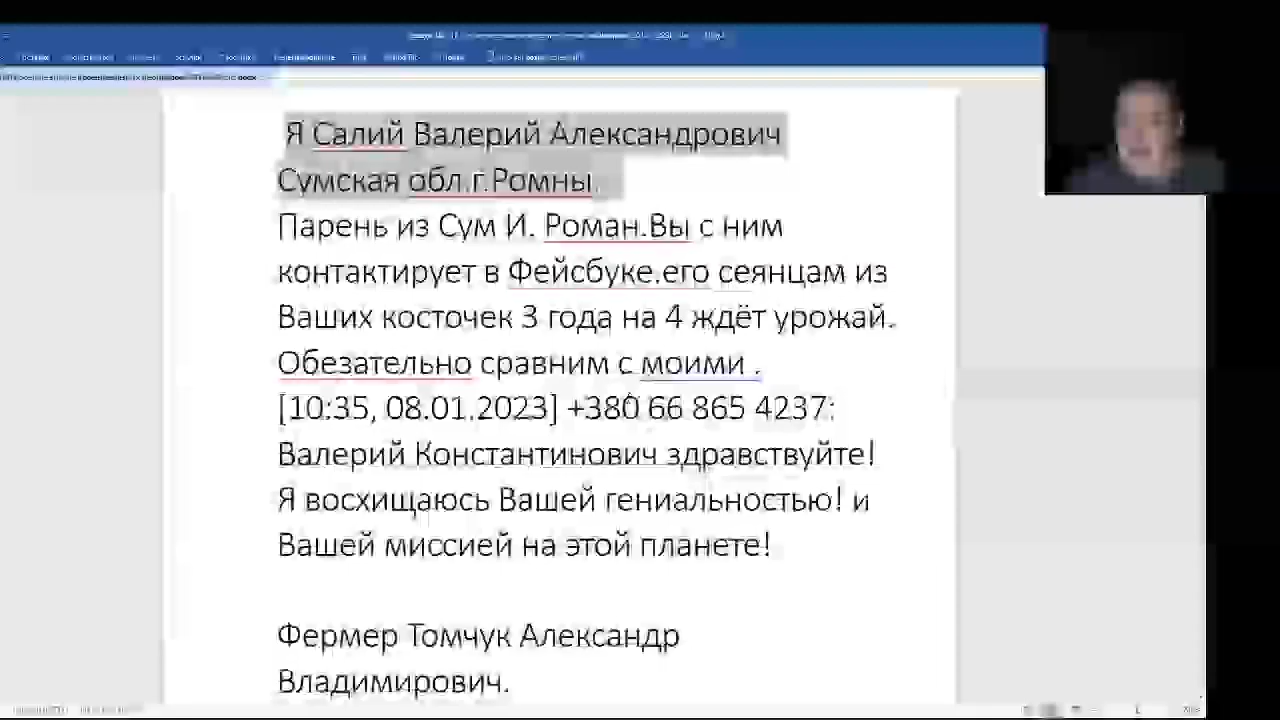 Я Салий Валерий Александрович
Сумская обл.г.Ромны.
Парень из Сум И. Роман.Вы с ним
контактирует в Фейсбуке.его сеянцам из
Ваших косточек 3 года на 4 ждёт урожай.
Обезательно сравним с моими .
[10:35, 08.01.2023] +380 66 865 4237:
Валерий Константинович здравствуйте!
Я восхищаюсь Вашей гениальностью! и
Вашей миссией на этой планете!
Фермер Томчук Александр
Владимирович.